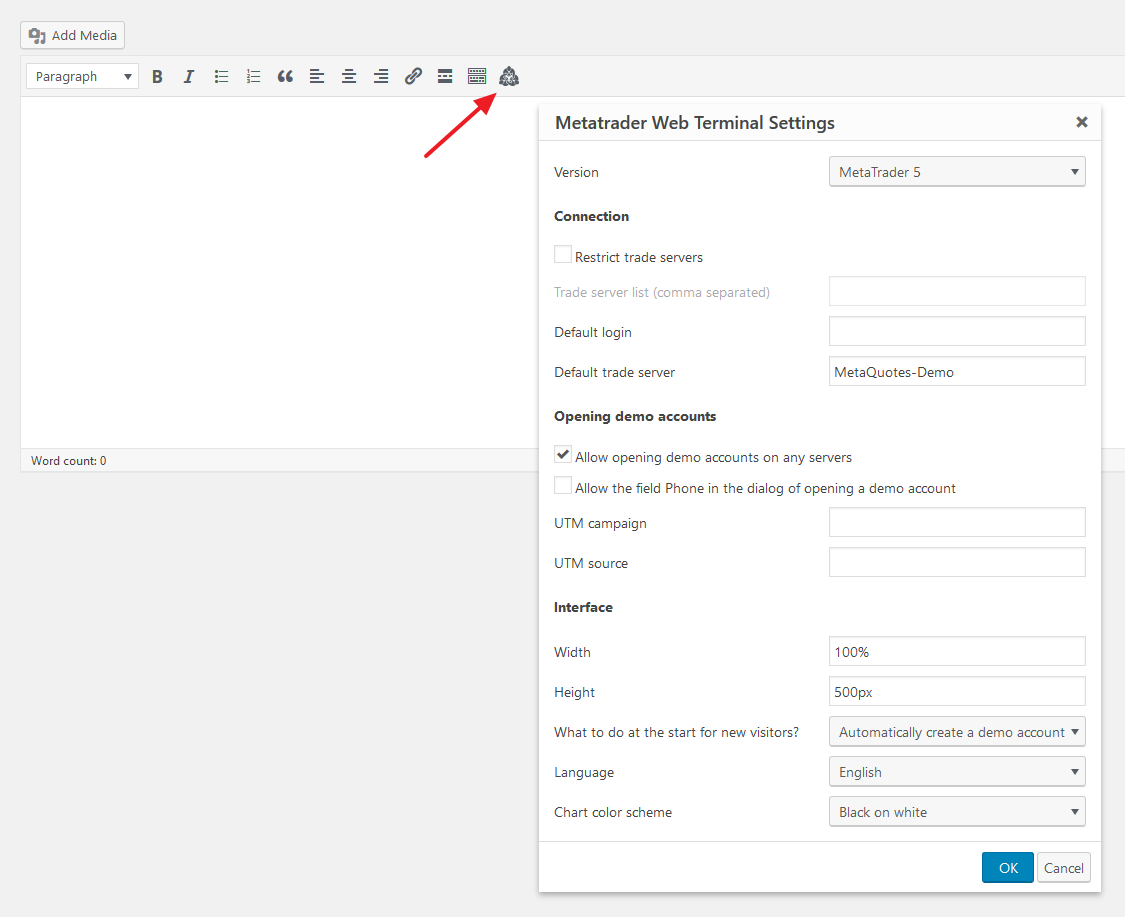 Add Media
Paragraph
B I
Metatrader Web Terminal Settings
Version MetaTrader 5
Connection
Restrict trade servers
Trade server list (comma separated)
Default login
Default trade server MetaQuotes-Demo
Opening demo accounts
Word count: 0
Allow opening demo accounts on any servers
Allow the field Phone in the dialog of opening a demo account
UTM campaign
UTM source
Interface
Width 100%
Height 500px
What to do at the start for new visitors? Automatically create a demo account
Language English
Chart color scheme Black on white
OK Cancel